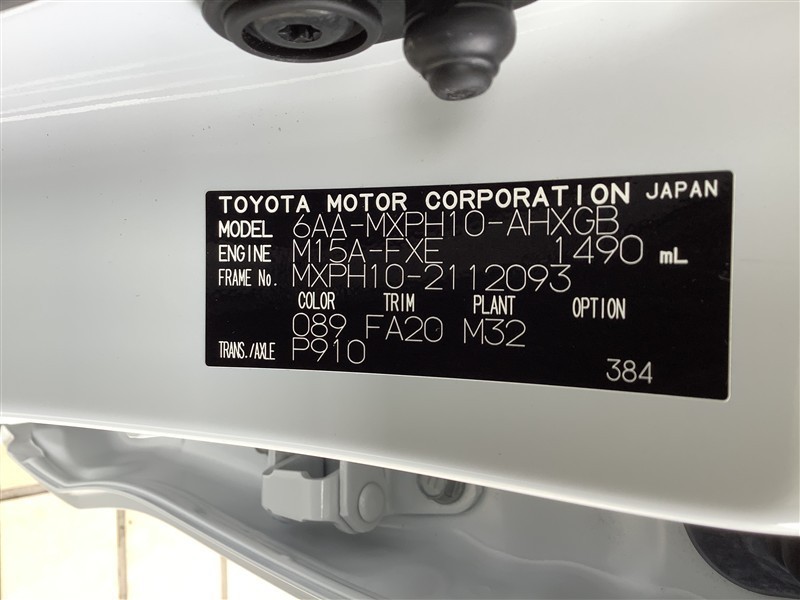 TOYOTA MOTOR CORPORATION JAPAN
MODEL 6AA-MXPH10-AHXGB
ENGINE M15A-FXE 1490 mL
FRAME No. MXPH10-2112093
COLOR TRIM PLANT OPTION
089 FA20 M32
TRANS./AXLE P910
384